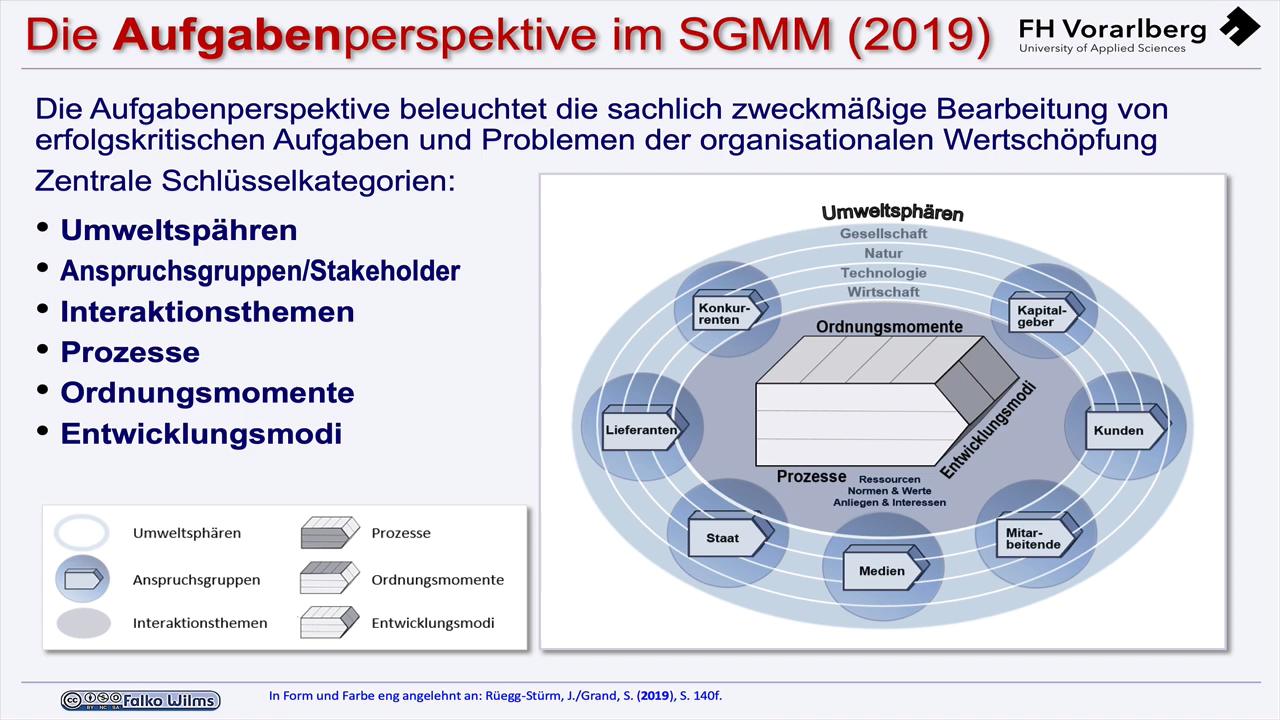 Die Aufgabenperspektive im SGMM (2019)
FH Vorarlberg
University of Applied Sciences
Die Aufgabenperspektive beleuchtet die sachlich zweckmäßige Bearbeitung von
erfolgskritischen Aufgaben und Problemen der organisationalen Wertschöpfung
Zentrale Schlüsselkategorien:
• Umweltspähren
• Anspruchsgruppen/Stakeholder
• Interaktionsthemen
• Prozesse
• Ordnungsmomente
• Entwicklungsmodi
Umweltsphären
Gesellschaft
Natur
Technologie
Wirtschaft
Konkur-
renten
Kapital-
geber
Ordnungsmomente
Lieferanten
Kunden
Entwicklungsmodi
Prozesse
Ressourcen
Normen & Werte
Anliegen & Interessen
Staat
Mitar-
beitende
Medien
Umweltsphären
Prozesse
Anspruchsgruppen
Ordnungsmomente
Interaktionsthemen
Entwicklungsmodi
cc BY NC SA Falko Wilms
In Form und Farbe eng angelehnt an: Rüegg-Stürm, J./Grand, S. (2019), S. 140f.